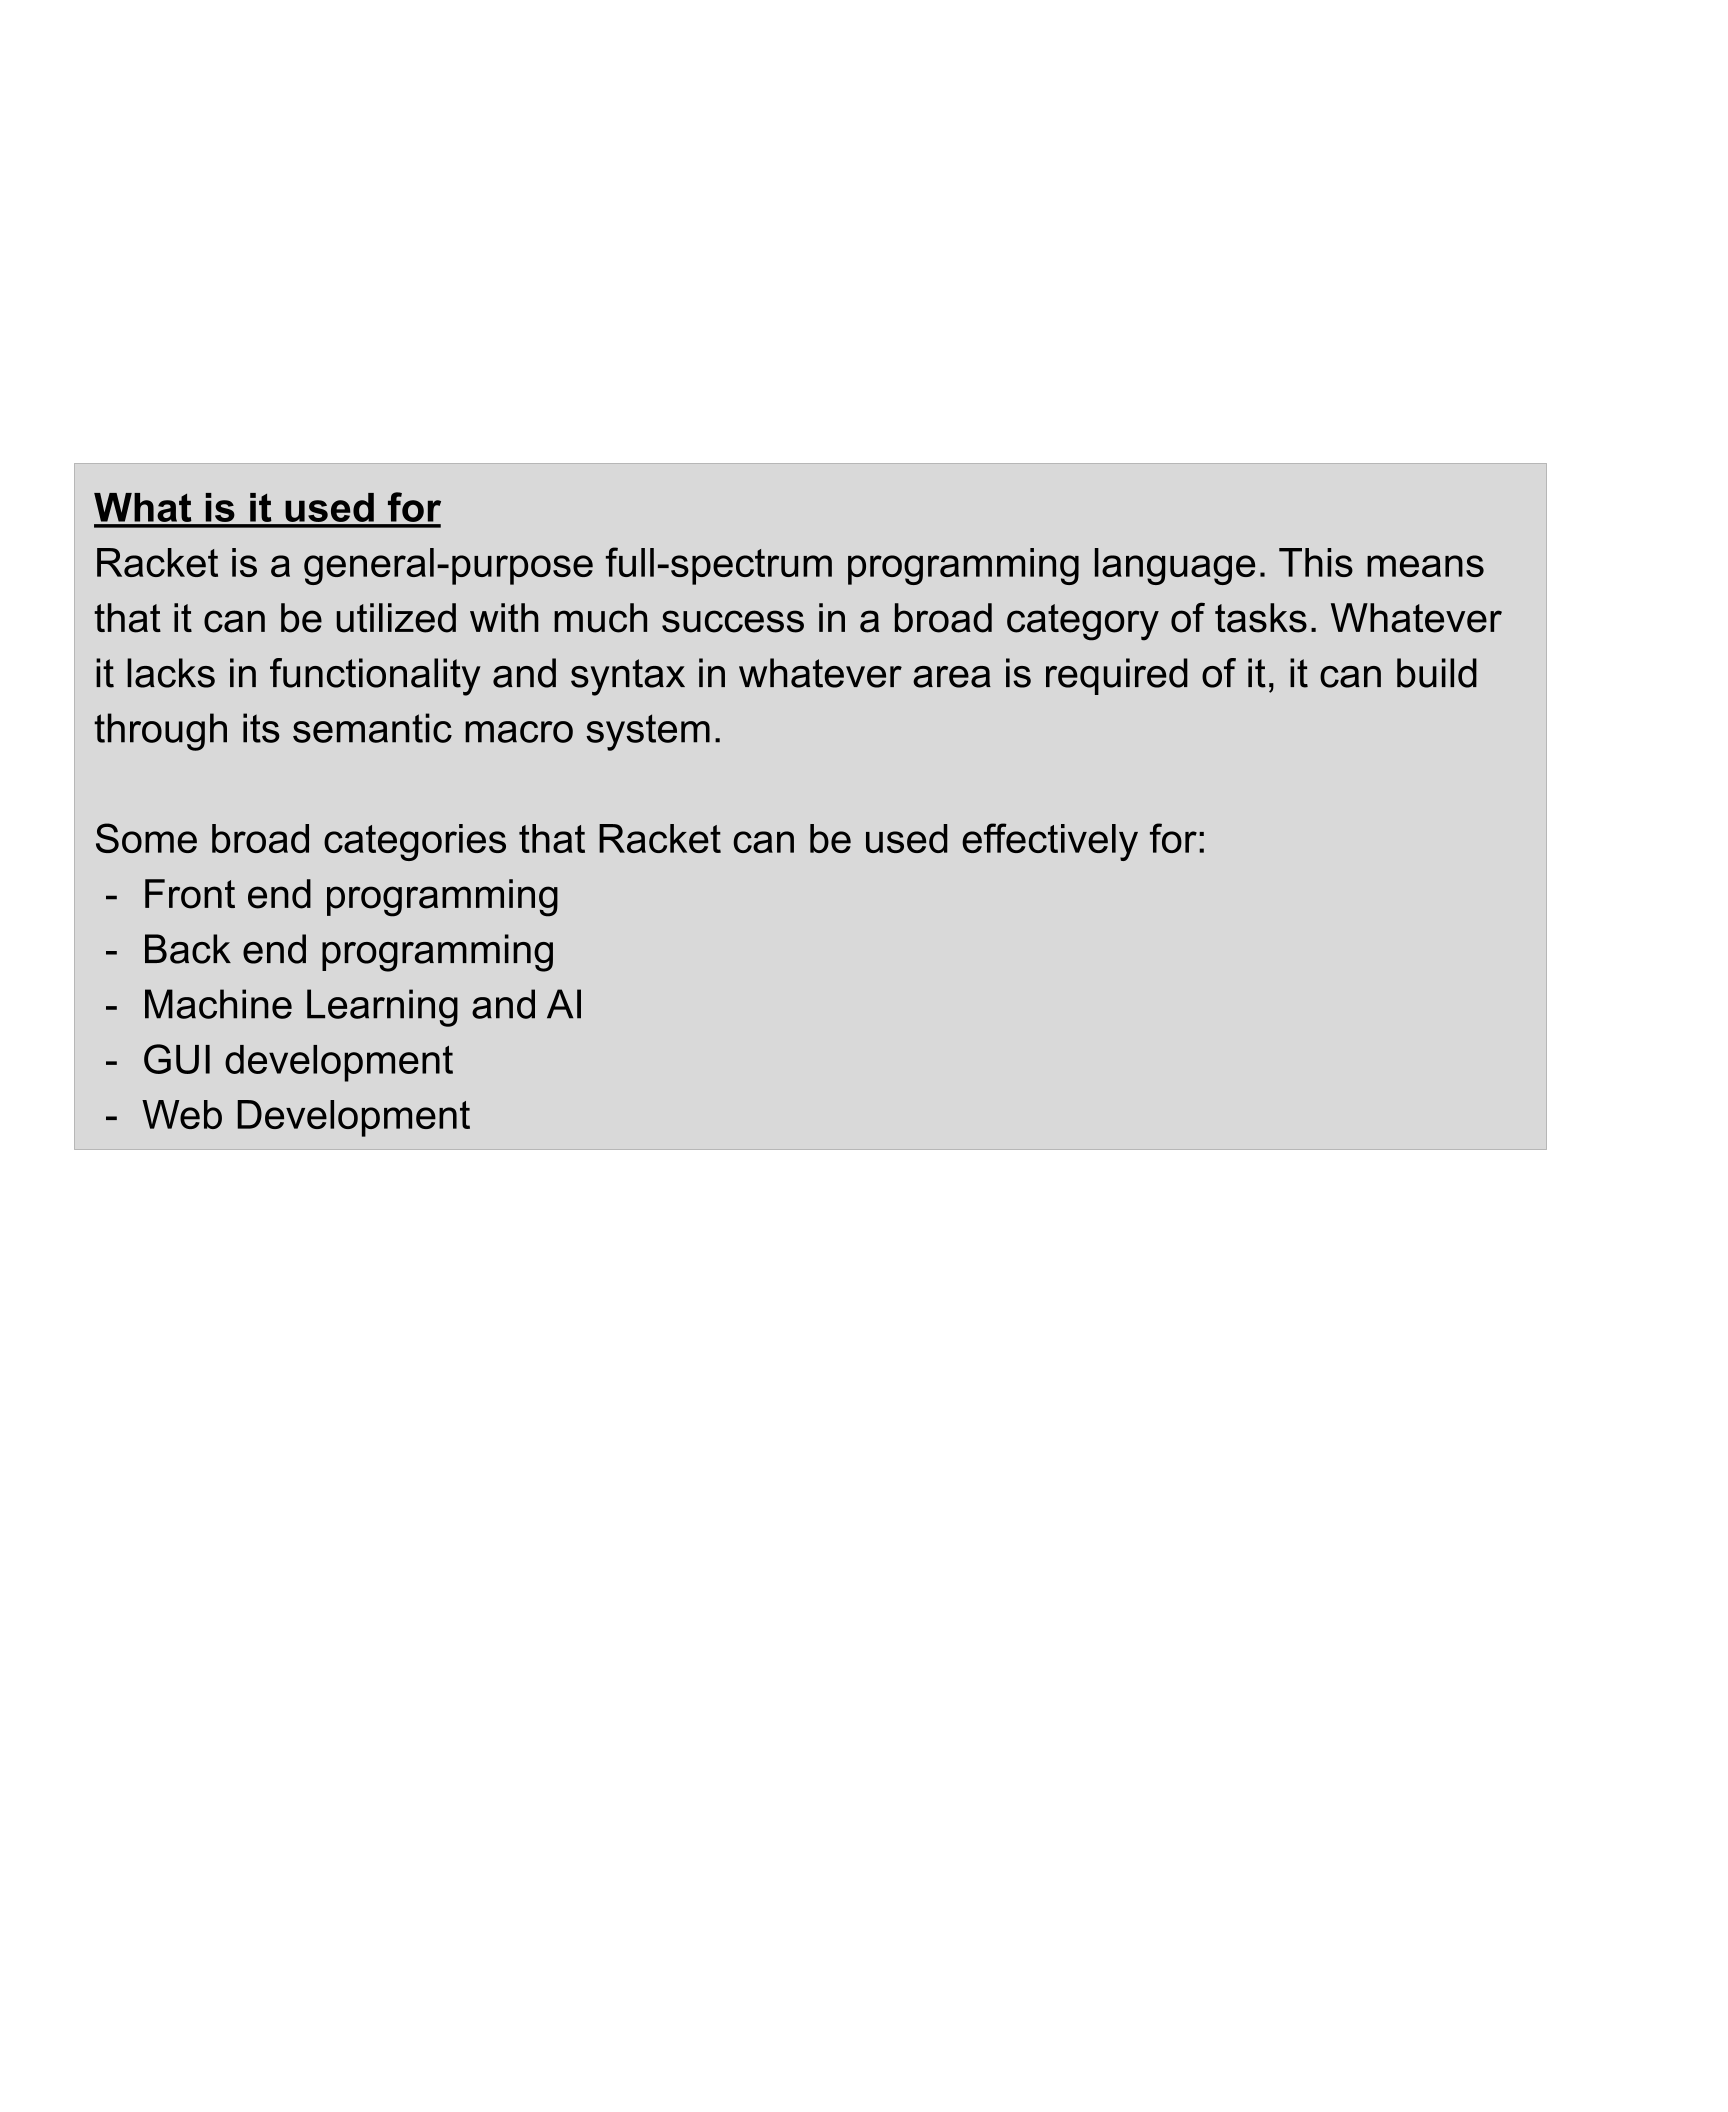 What is it used for
Racket is a general-purpose full-spectrum programming language. This means
that it can be utilized with much success in a broad category of tasks. Whatever
it lacks in functionality and syntax in whatever area is required of it, it can build
through its semantic macro system.
Some broad categories that Racket can be used effectively for:
- Front end programming
- Back end programming
- Machine Learning and AI
- GUI development
- Web Development